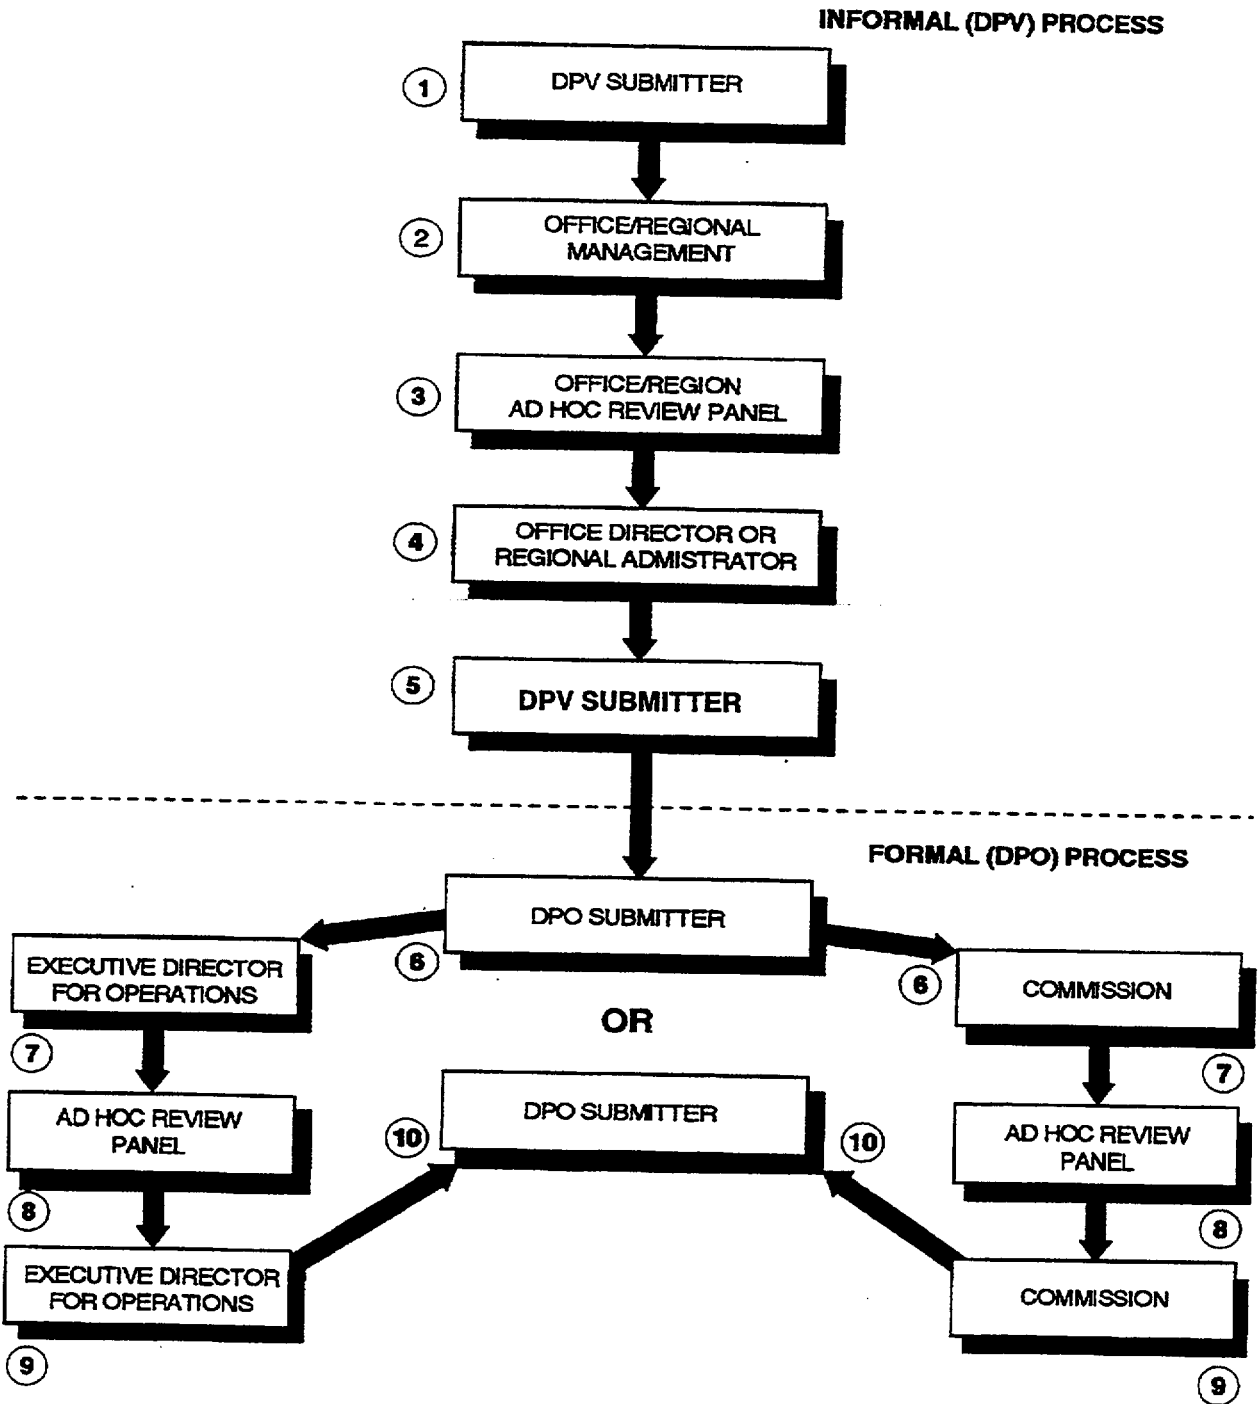 INFORMAL (DPV) PROCESS
1
DPV SUBMITTER
2
OFFICE/REGIONAL
MANAGEMENT
3
OFFICE/REGION
AD HOC REVIEW PANEL
4
OFFICE DIRECTOR OR
REGIONAL ADMISTRATOR
5
DPV SUBMITTER
FORMAL (DPO) PROCESS
DPO SUBMITTER
6
6
EXECUTIVE DIRECTOR
FOR OPERATIONS
COMMISSION
OR
7
7
AD HOC REVIEW
PANEL
10
DPO SUBMITTER
10
AD HOC REVIEW
PANEL
8
8
EXECUTIVE DIRECTOR
FOR OPERATIONS
COMMISSION
9
9